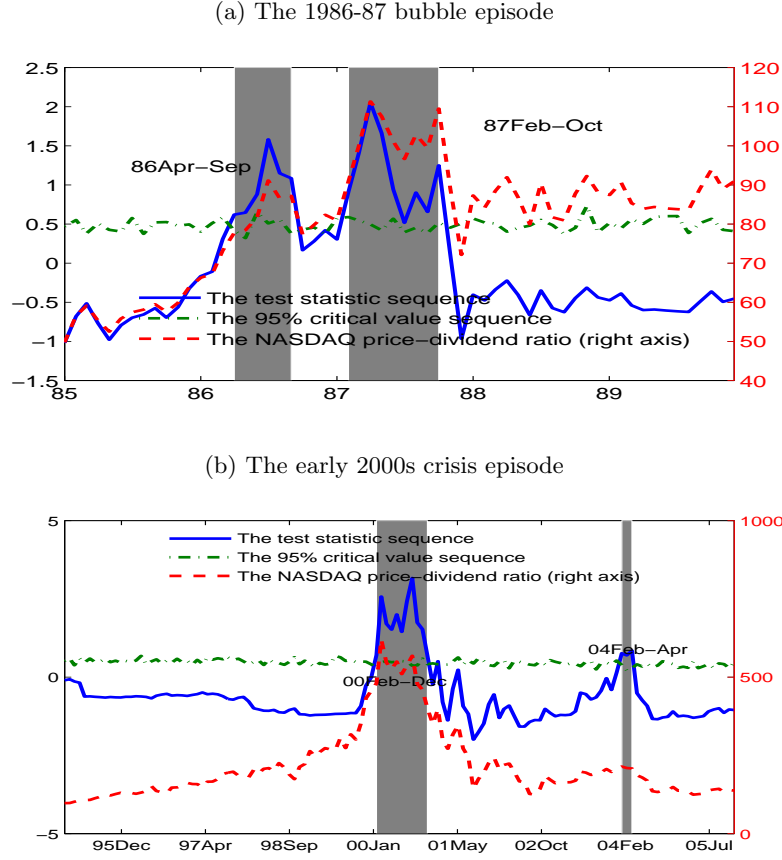 (a) The 1986-87 bubble episode
2.5
2
1.5
1
0.5
0
−0.5
−1
−1.5
120
110
100
90
80
70
60
50
40
86Apr−Sep
87Feb−Oct
The test statistic sequence
The 95% critical value sequence
The NASDAQ price−dividend ratio (right axis)
85 86 87 88 89
(b) The early 2000s crisis episode
5
0
−5
1000
500
0
The test statistic sequence
The 95% critical value sequence
The NASDAQ price−dividend ratio (right axis)
04Feb−Apr
00Feb−Dec
95Dec 97Apr 98Sep 00Jan 01May 02Oct 04Feb 05Jul